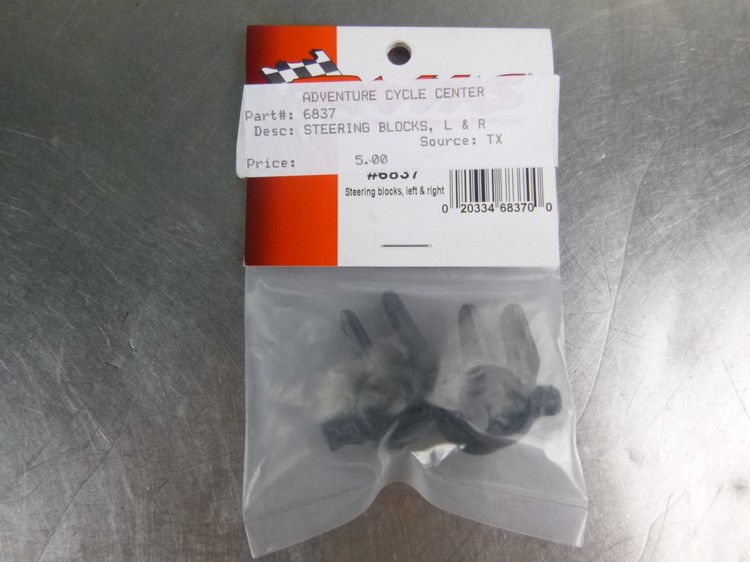 ADVENTURE CYCLE CENTER
Part#: 6837
Desc: STEERING BLOCKS, L & R
Source: TX
Price: 5.00
#6837
Steering blocks, left & right
0 20334 68370 0